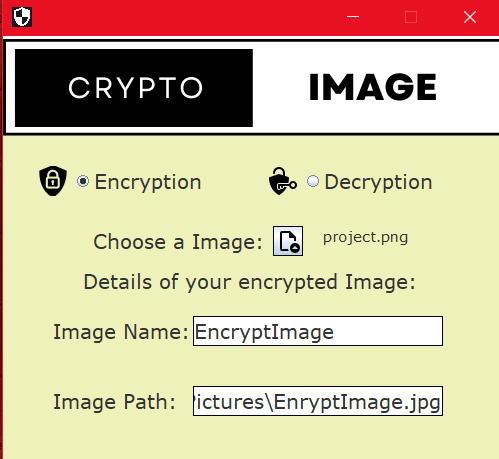 CRYPTO IMAGE
Encryption Decryption
Choose a Image: project.png
Details of your encrypted Image:
Image Name: EncryptImage
Image Path: Pictures\EnryptImage.jpg